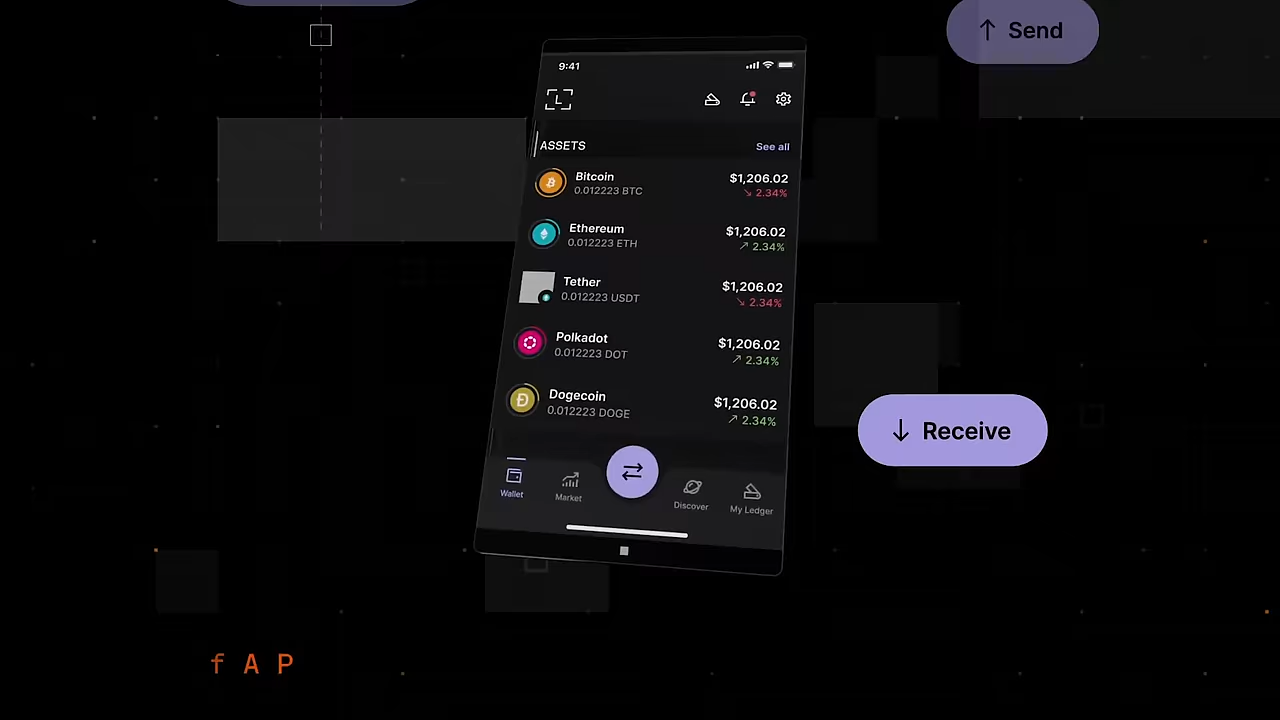 Send
9:41
ASSETS
See all
Bitcoin
$1,206.02
0.012223 BTC
↘ 2.34%
Ethereum
$1,206.02
0.012223 ETH
↗ 2.34%
Tether
$1,206.02
0.012223 USDT
↘ 2.34%
Polkadot
$1,206.02
0.012223 DOT
↗ 2.34%
Dogecoin
$1,206.02
0.012223 DOGE
↗ 2.34%
Receive
Wallet
Market
Discover
My Ledger
f A P